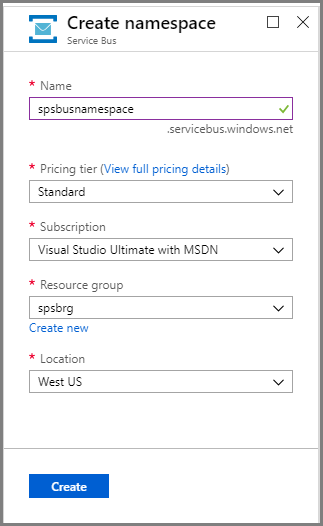 Create namespace
Service Bus
* Name
spsbusnamespace
.servicebus.windows.net
* Pricing tier (View full pricing details)
Standard
* Subscription
Visual Studio Ultimate with MSDN
* Resource group
spsbrg
Create new
* Location
West US
Create